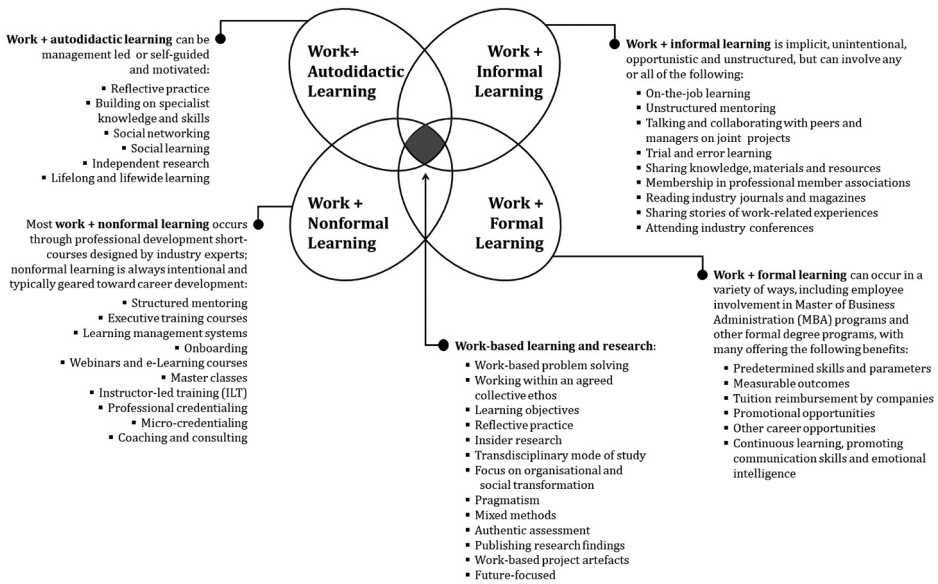 Work + autodidactic learning can be
management led or self-guided
and motivated:
▪ Reflective practice
▪ Building on specialist
knowledge and skills
▪ Social networking
▪ Social learning
▪ Independent research
▪ Lifelong and lifewide learning
Work+
Autodidactic
Learning
Work +
Informal
Learning
Work + informal learning is implicit, unintentional,
opportunistic and unstructured, but can involve any
or all of the following:
▪ On-the-job learning
▪ Unstructured mentoring
▪ Talking and collaborating with peers and
managers on joint projects
▪ Trial and error learning
▪ Sharing knowledge, materials and resources
▪ Membership in professional member associations
▪ Reading industry journals and magazines
▪ Sharing stories of work-related experiences
▪ Attending industry conferences
Work +
Nonformal
Learning
Work +
Formal
Learning
Most work + nonformal learning occurs
through professional development short-
courses designed by industry experts;
nonformal learning is always intentional and
typically geared toward career development:
▪ Structured mentoring
▪ Executive training courses
▪ Learning management systems
▪ Onboarding
▪ Webinars and e-Learning courses
▪ Master classes
▪ Instructor-led training (ILT)
▪ Professional credentialing
▪ Micro-credentialing
▪ Coaching and consulting
Work + formal learning can occur in a
variety of ways, including employee
involvement in Master of Business
Administration (MBA) programs and
other formal degree programs, with
many offering the following benefits:
▪ Predetermined skills and parameters
▪ Measurable outcomes
▪ Tuition reimbursement by companies
▪ Promotional opportunities
▪ Other career opportunities
▪ Continuous learning, promoting
communication skills and emotional
intelligence
Work-based learning and research:
▪ Work-based problem solving
▪ Working within an agreed
collective ethos
▪ Learning objectives
▪ Reflective practice
▪ Insider research
▪ Transdisciplinary mode of study
▪ Focus on organisational and
social transformation
▪ Pragmatism
▪ Mixed methods
▪ Authentic assessment
▪ Publishing research findings
▪ Work-based project artefacts
▪ Future-focused